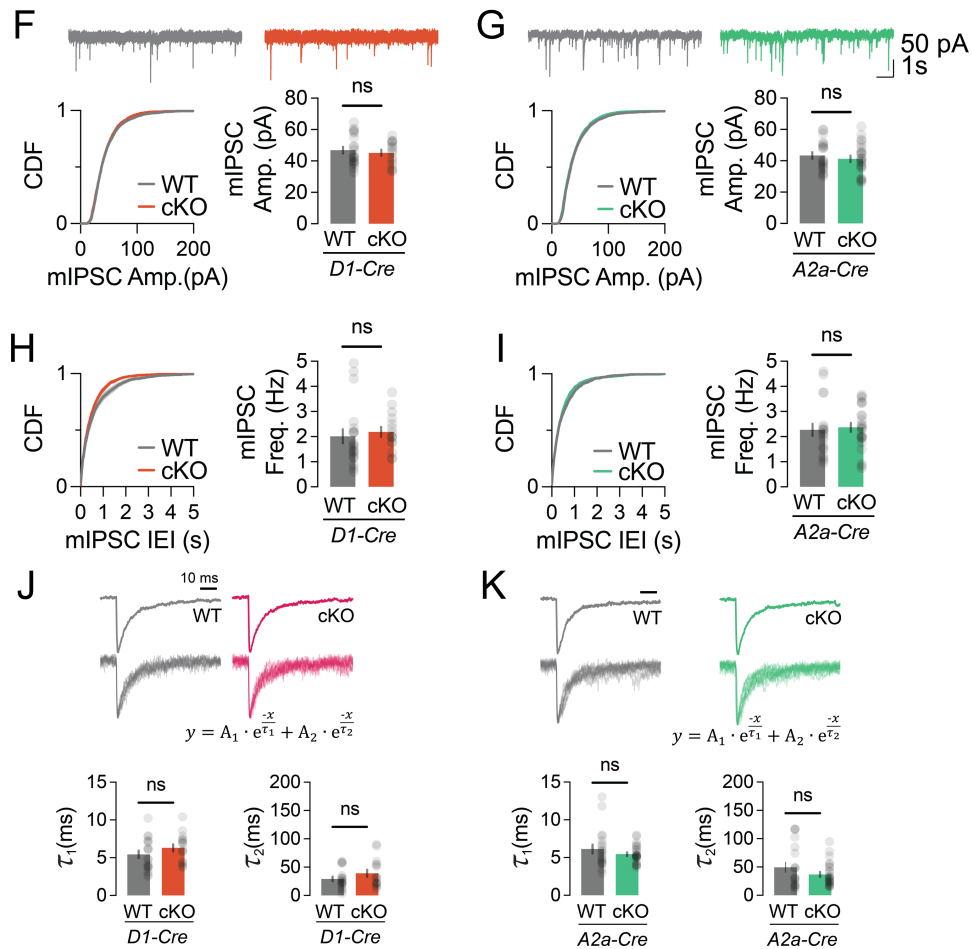 F
G
50 pA
1s
1
CDF
0
WT
cKO
0 100 200
mIPSC Amp.(pA)
ns
80
60
40
20
0
mIPSC
Amp. (pA)
WT cKO
D1-Cre
1
CDF
0
WT
cKO
0 100 200
mIPSC Amp. (pA)
ns
80
60
40
20
0
mIPSC
Amp. (pA)
WT cKO
A2a-Cre
H
I
1
CDF
0
WT
cKO
0 1 2 3 4 5
mIPSC IEI (s)
ns
5
4
3
2
1
0
mIPSC
Freq. (Hz)
WT cKO
D1-Cre
1
CDF
0
WT
cKO
0 1 2 3 4 5
mIPSC IEI (s)
ns
5
4
3
2
1
0
mIPSC
Freq. (Hz)
WT cKO
A2a-Cre
J
10 ms
WT
cKO
y = A₁ · e^(-x/τ₁) + A₂ · e^(-x/τ₂)
K
WT
cKO
y = A₁ · e^(-x/τ₁) + A₂ · e^(-x/τ₂)
ns
15
10
5
0
τ₁(ms)
WT cKO
D1-Cre
ns
200
150
100
50
0
τ₂(ms)
WT cKO
D1-Cre
ns
15
10
5
0
τ₁(ms)
WT cKO
A2a-Cre
ns
200
150
100
50
0
τ₂(ms)
WT cKO
A2a-Cre